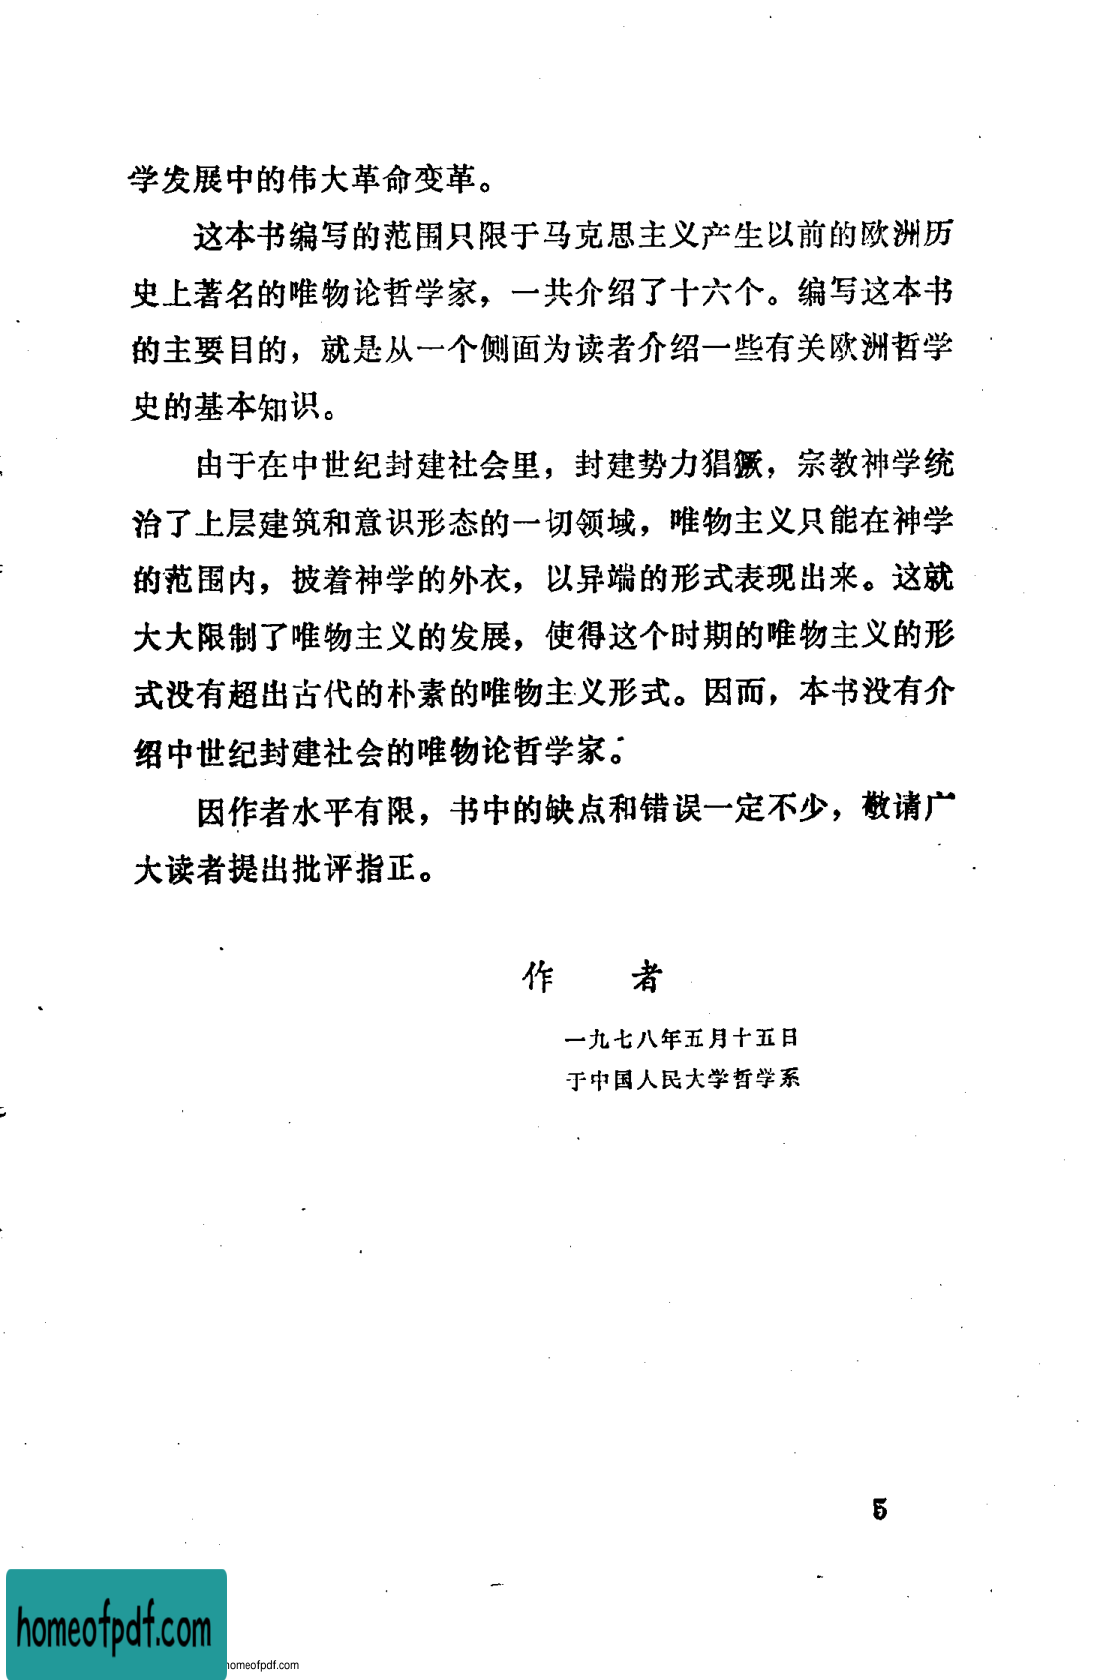 学发展中的伟大革命变革。
这本书编写的范围只限于马克思主义产生以前的欧洲历
史上著名的唯物论哲学家，一共介绍了十六个。编写这本书
的主要目的，就是从一个侧面为读者介绍一些有关欧洲哲学
史的基本知识。
由于在中世纪封建社会里，封建势力猖獗，宗教神学统
治了上层建筑和意识形态的一切领域，唯物主义只能在神学
的范围内，披着神学的外衣，以异端的形式表现出来。这就
大大限制了唯物主义的发展，使得这个时期的唯物主义的形
式没有超出古代的朴素的唯物主义形式。因而，本书没有介
绍中世纪封建社会的唯物论哲学家。
因作者水平有限，书中的缺点和错误一定不少，敬请广
大读者提出批评指正。
作 者
一九七八年五月十五日
于中国人民大学哲学系
5
homeofpdf.com
homeofpdf.com